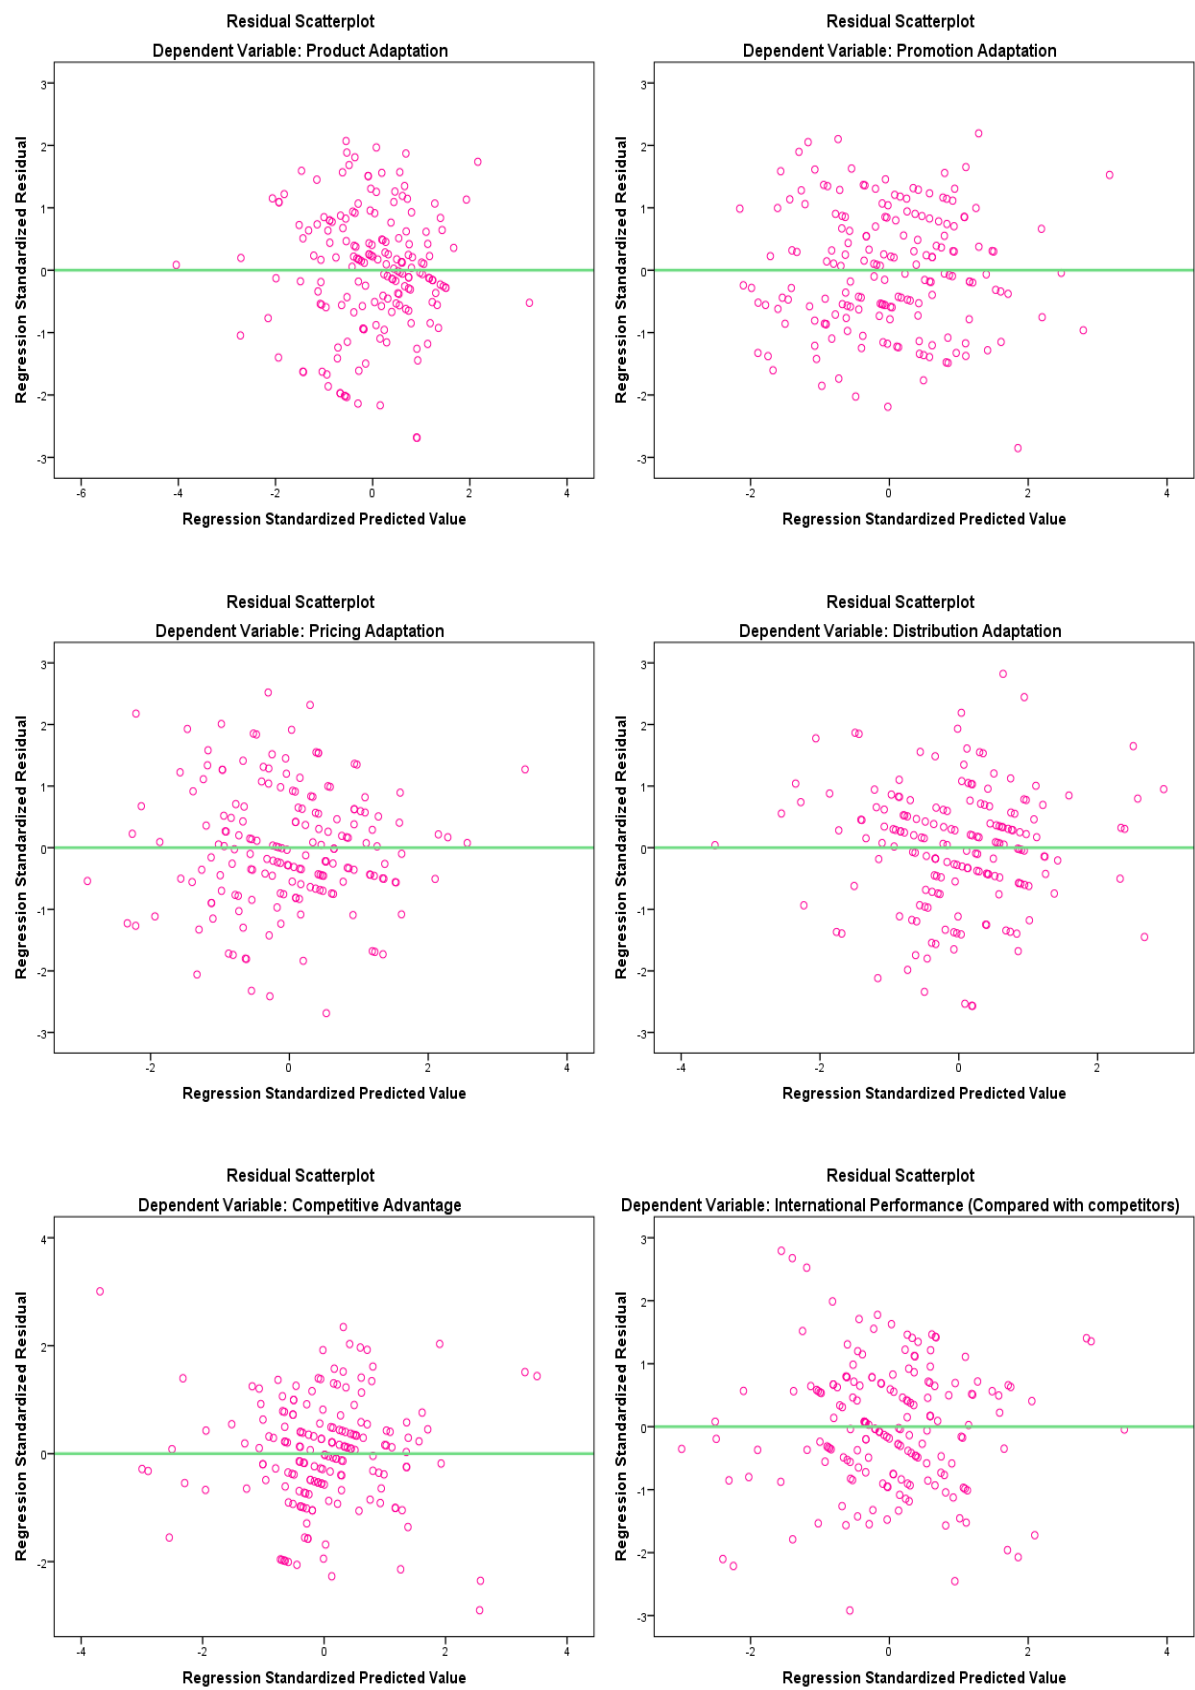 Residual Scatterplot
Dependent Variable: Product Adaptation
Regression Standardized Residual
3
2
1
0
-1
-2
-3
-6
-4
-2
0
2
4
Regression Standardized Predicted Value
Residual Scatterplot
Dependent Variable: Promotion Adaptation
Regression Standardized Residual
3
2
1
0
-1
-2
-3
-2
0
2
4
Regression Standardized Predicted Value
Residual Scatterplot
Dependent Variable: Pricing Adaptation
Regression Standardized Residual
3
2
1
0
-1
-2
-3
-2
0
2
4
Regression Standardized Predicted Value
Residual Scatterplot
Dependent Variable: Distribution Adaptation
Regression Standardized Residual
3
2
1
0
-1
-2
-3
-4
-2
0
2
Regression Standardized Predicted Value
Residual Scatterplot
Dependent Variable: Competitive Advantage
Regression Standardized Residual
4
2
0
-2
-4
-2
0
2
4
Regression Standardized Predicted Value
Residual Scatterplot
Dependent Variable: International Performance (Compared with competitors)
Regression Standardized Residual
3
2
1
0
-1
-2
-3
-2
0
2
4
Regression Standardized Predicted Value